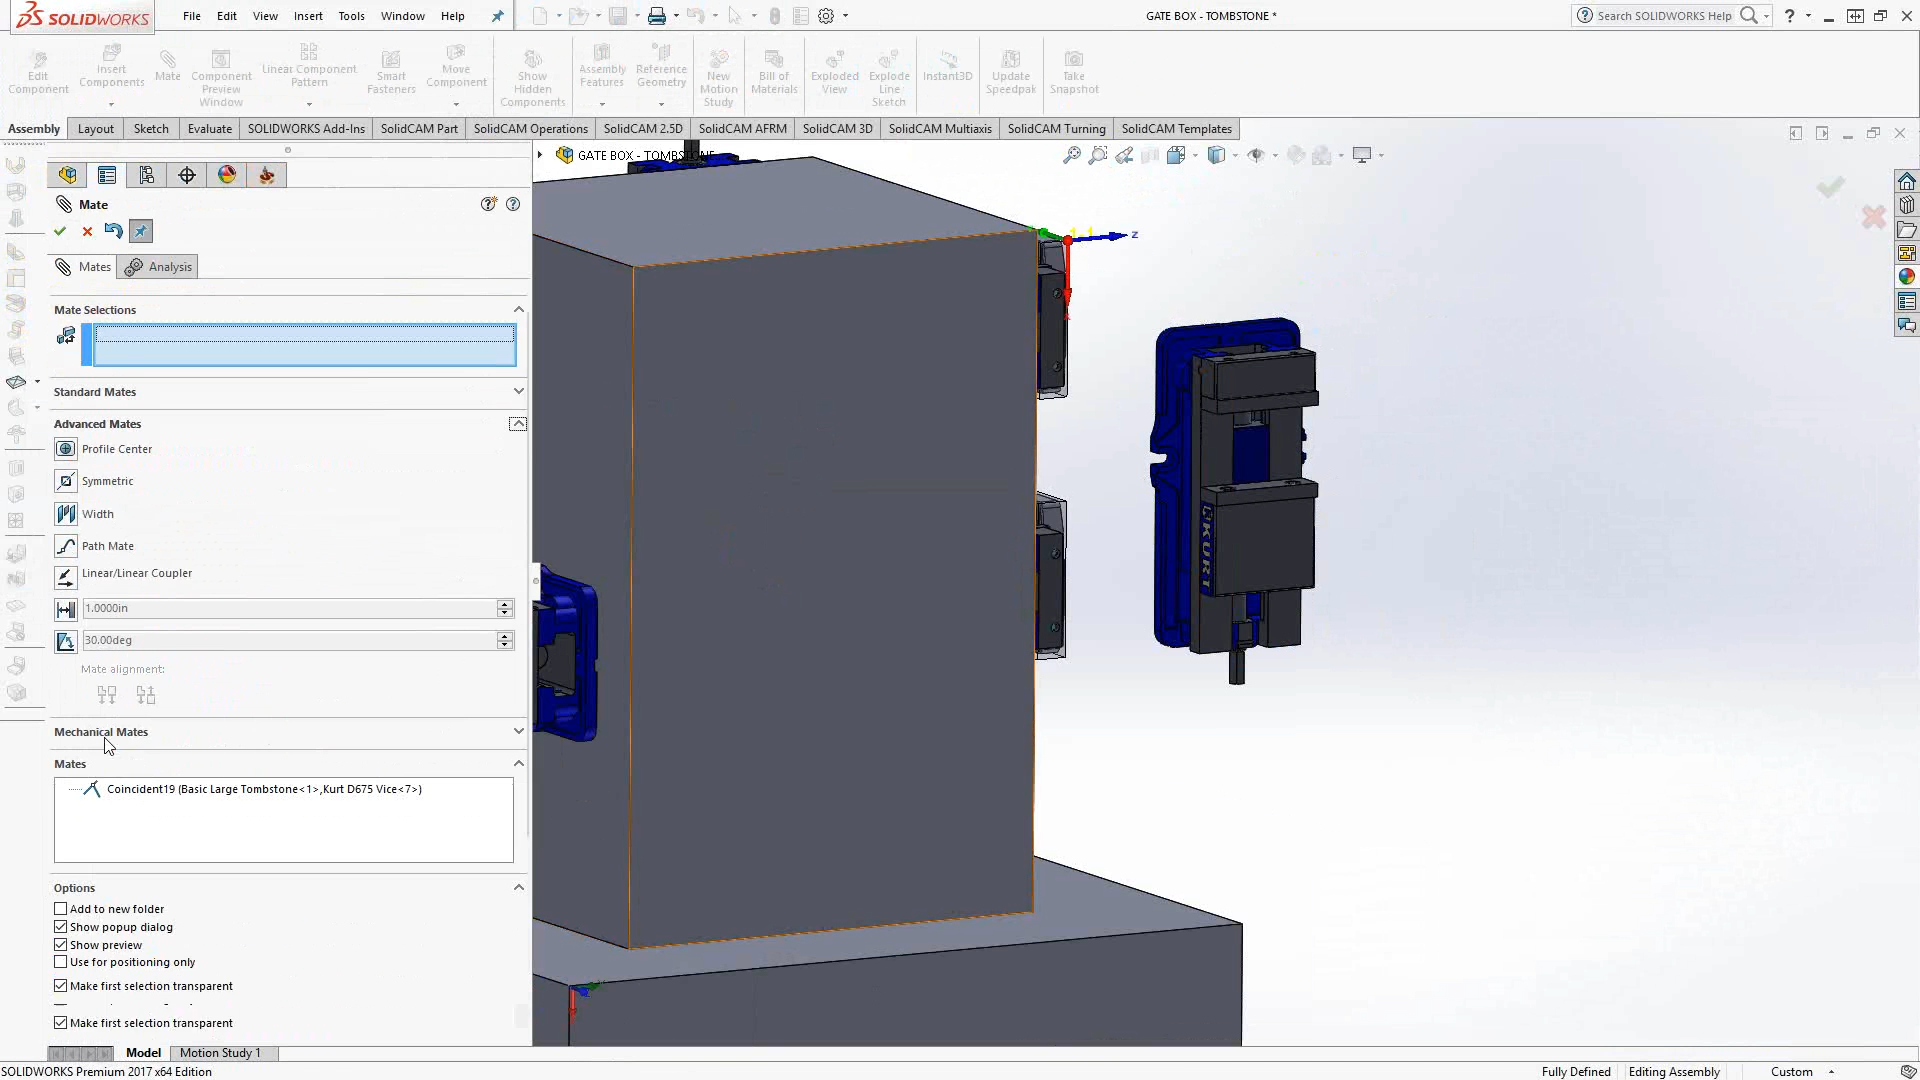 SOLIDWORKS
File Edit View Insert Tools Window Help
GATE BOX - TOMBSTONE *
Search SOLIDWORKS Help
Edit Component
Insert Components
Mate
Component Preview Window
Linear Component Pattern
Smart Fasteners
Move Component
Show Hidden Components
Assembly Features
Reference Geometry
New Motion Study
Bill of Materials
Exploded View
Explode Line Sketch
Instant3D
Update Speedpak
Take Snapshot
Assembly Layout Sketch Evaluate SOLIDWORKS Add-Ins SolidCAM Part SolidCAM Operations SolidCAM 2.5D SolidCAM AFRM SolidCAM 3D SolidCAM Multiaxis SolidCAM Turning SolidCAM Templates
GATE BOX - TOMBSTONE
Mate
Mates Analysis
Mate Selections
Standard Mates
Advanced Mates
Profile Center
Symmetric
Width
Path Mate
Linear/Linear Coupler
1.0000in
30.00deg
Mate alignment:
Mechanical Mates
Mates
Coincident19 (Basic Large Tombstone<1>,Kurt D675 Vice<7>)
Options
Add to new folder
Show popup dialog
Show preview
Use for positioning only
Make first selection transparent
Make first selection transparent
1-1
Z
KURT
Model Motion Study 1
SOLIDWORKS Premium 2017 x64 Edition
Fully Defined Editing Assembly Custom